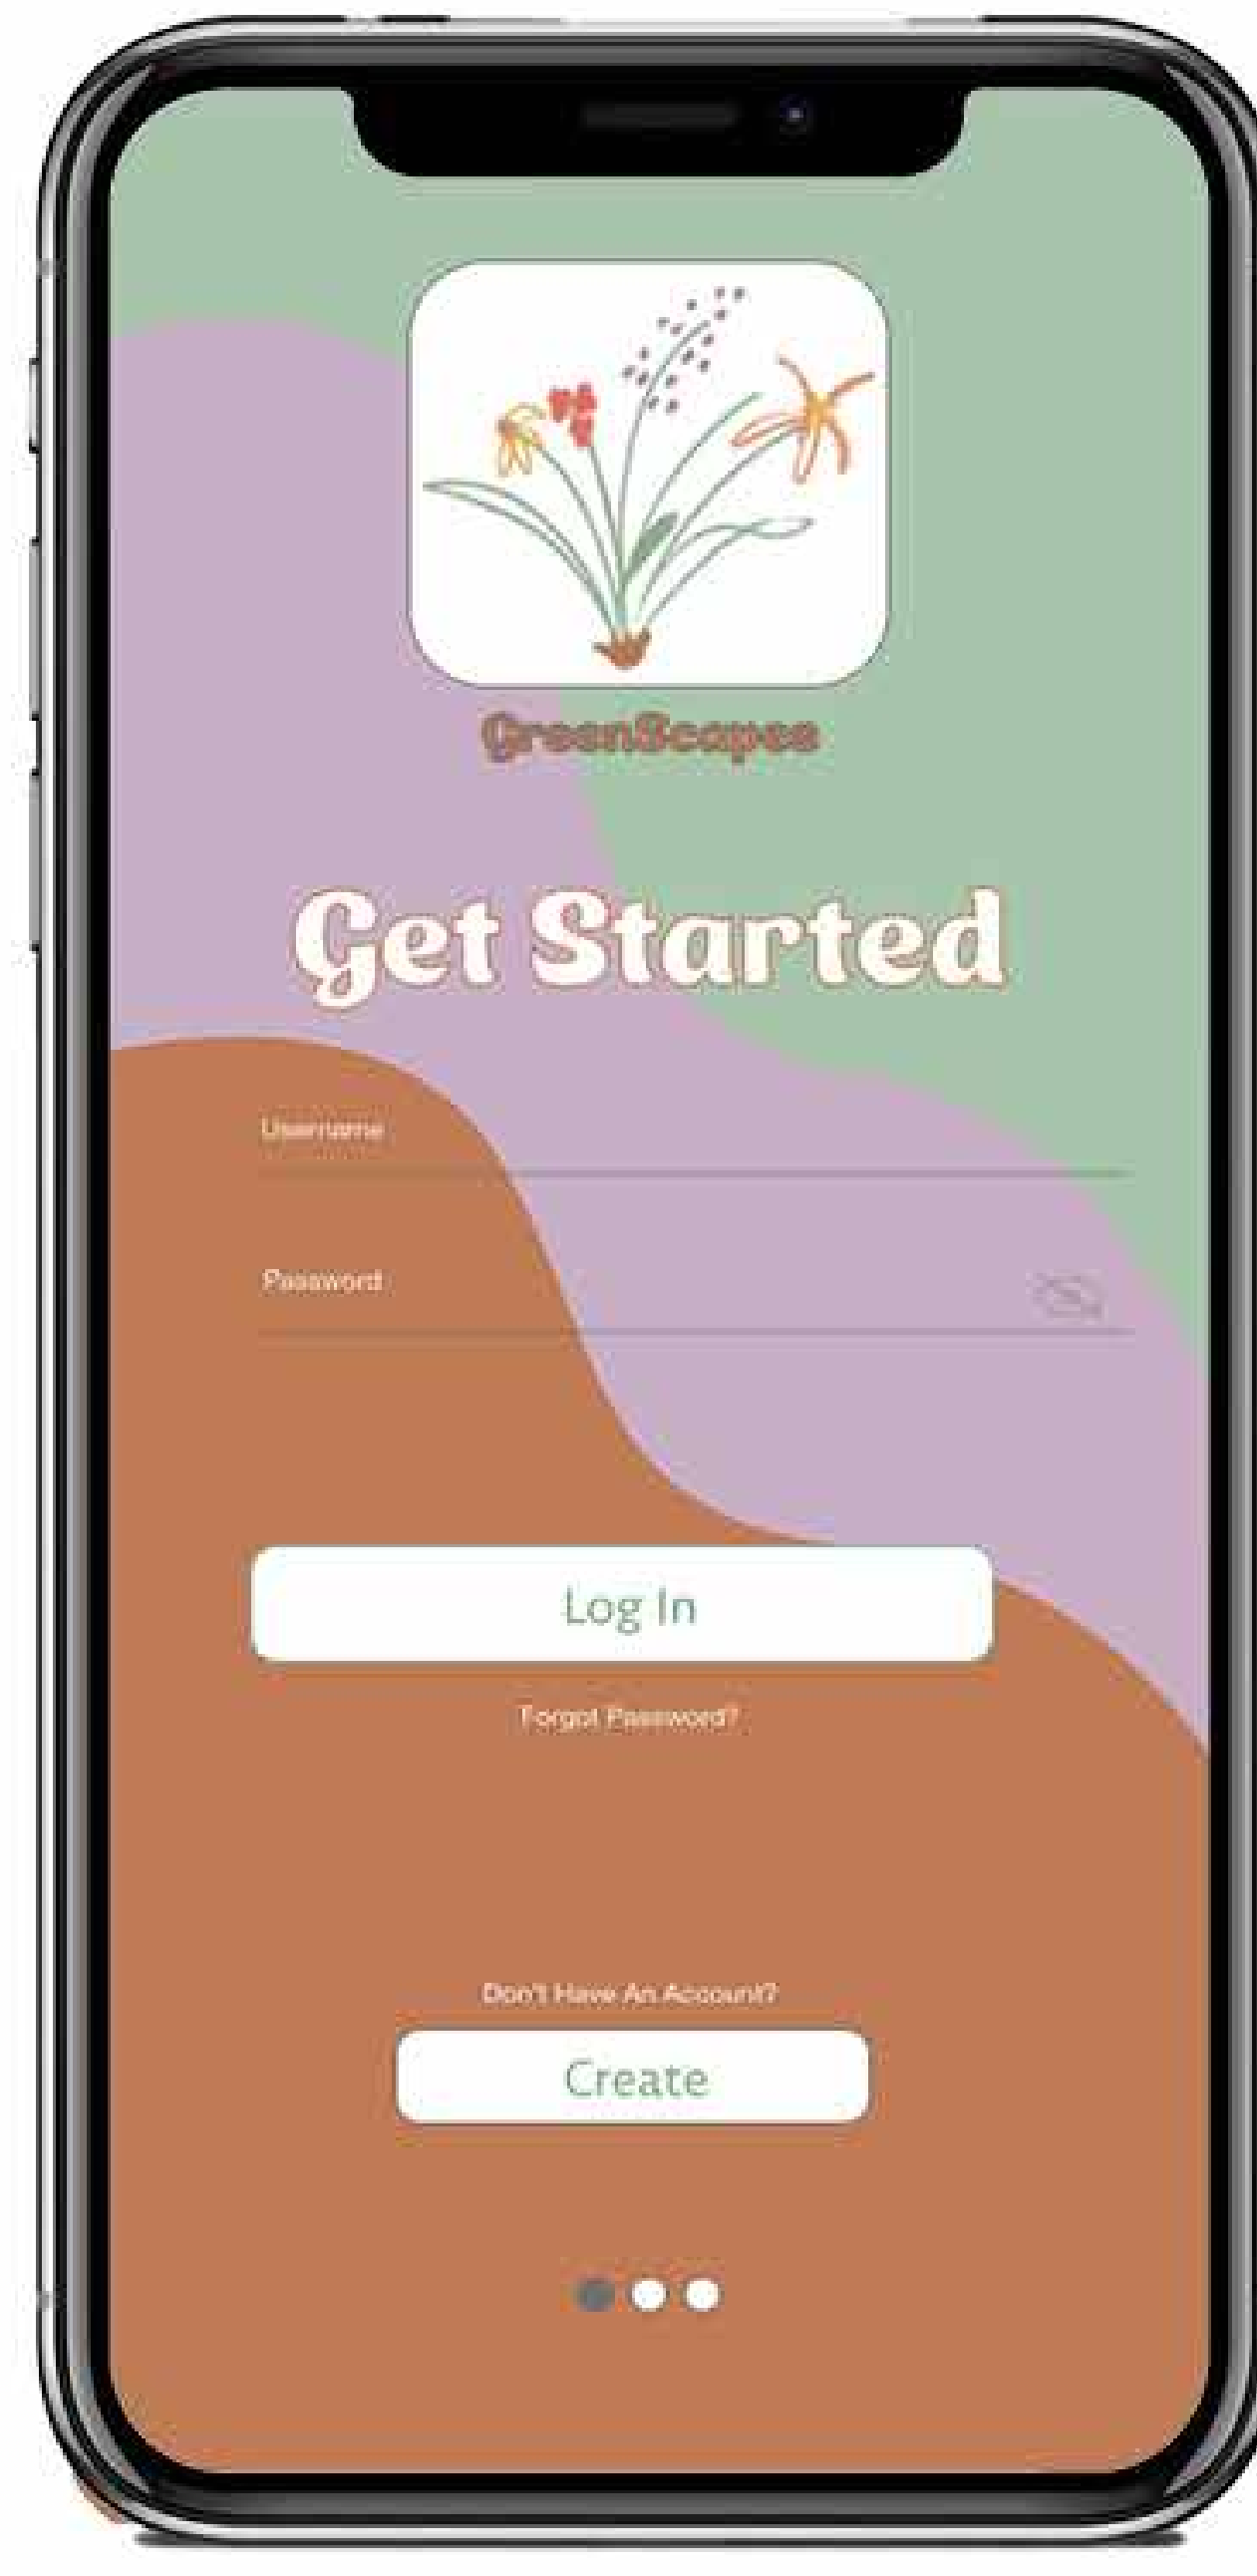 GreenScapes
Get Started
Username
Password
Log In
Forgot Password?
Don't Have An Account?
Create